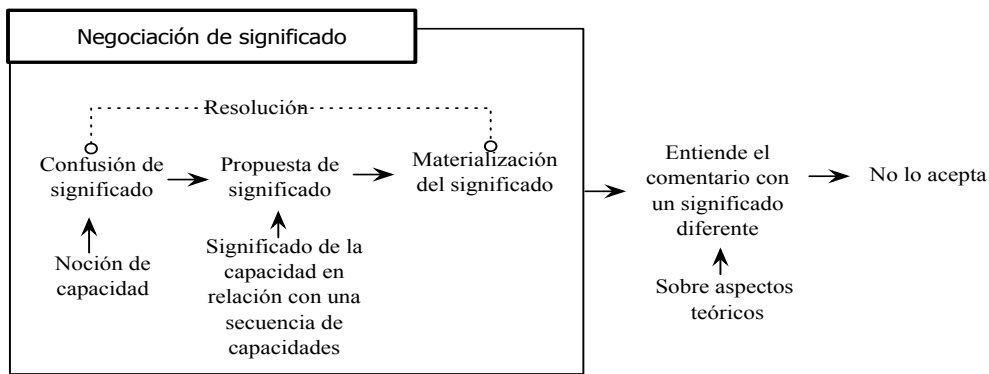 Negociación de significado
Resolución
Confusión de
significado
Propuesta de
significado
Materialización
del significado
Noción de
capacidad
Significado de la
capacidad en
relación con una
secuencia de
capacidades
Entiende el
comentario con
un significado
diferente
No lo acepta
Sobre aspectos
teóricos